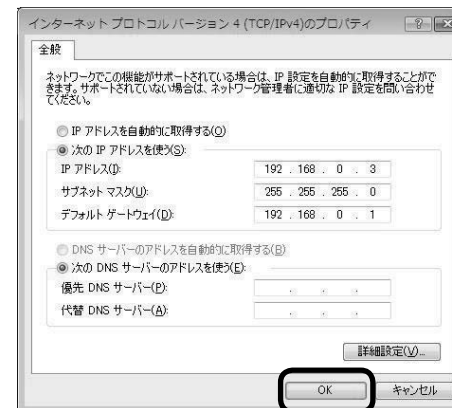 インターネット プロトコル バージョン 4 (TCP/IPv4)のプロパティ
全般
ネットワークでこの機能がサポートされている場合は、IP 設定を自動的に取得することがで
きます。サポートされていない場合は、ネットワーク管理者に適切な IP 設定を問い合わせ
てください。
IP アドレスを自動的に取得する(O)
次の IP アドレスを使う(S):
IP アドレス(I): 192 . 168 . 0 . 3
サブネット マスク(U): 255 . 255 . 255 . 0
デフォルト ゲートウェイ(D): 192 . 168 . 0 . 1
DNS サーバーのアドレスを自動的に取得する(B)
次の DNS サーバーのアドレスを使う(E):
優先 DNS サーバー(P): . . .
代替 DNS サーバー(A): . . .
詳細設定(V)...
OK キャンセル